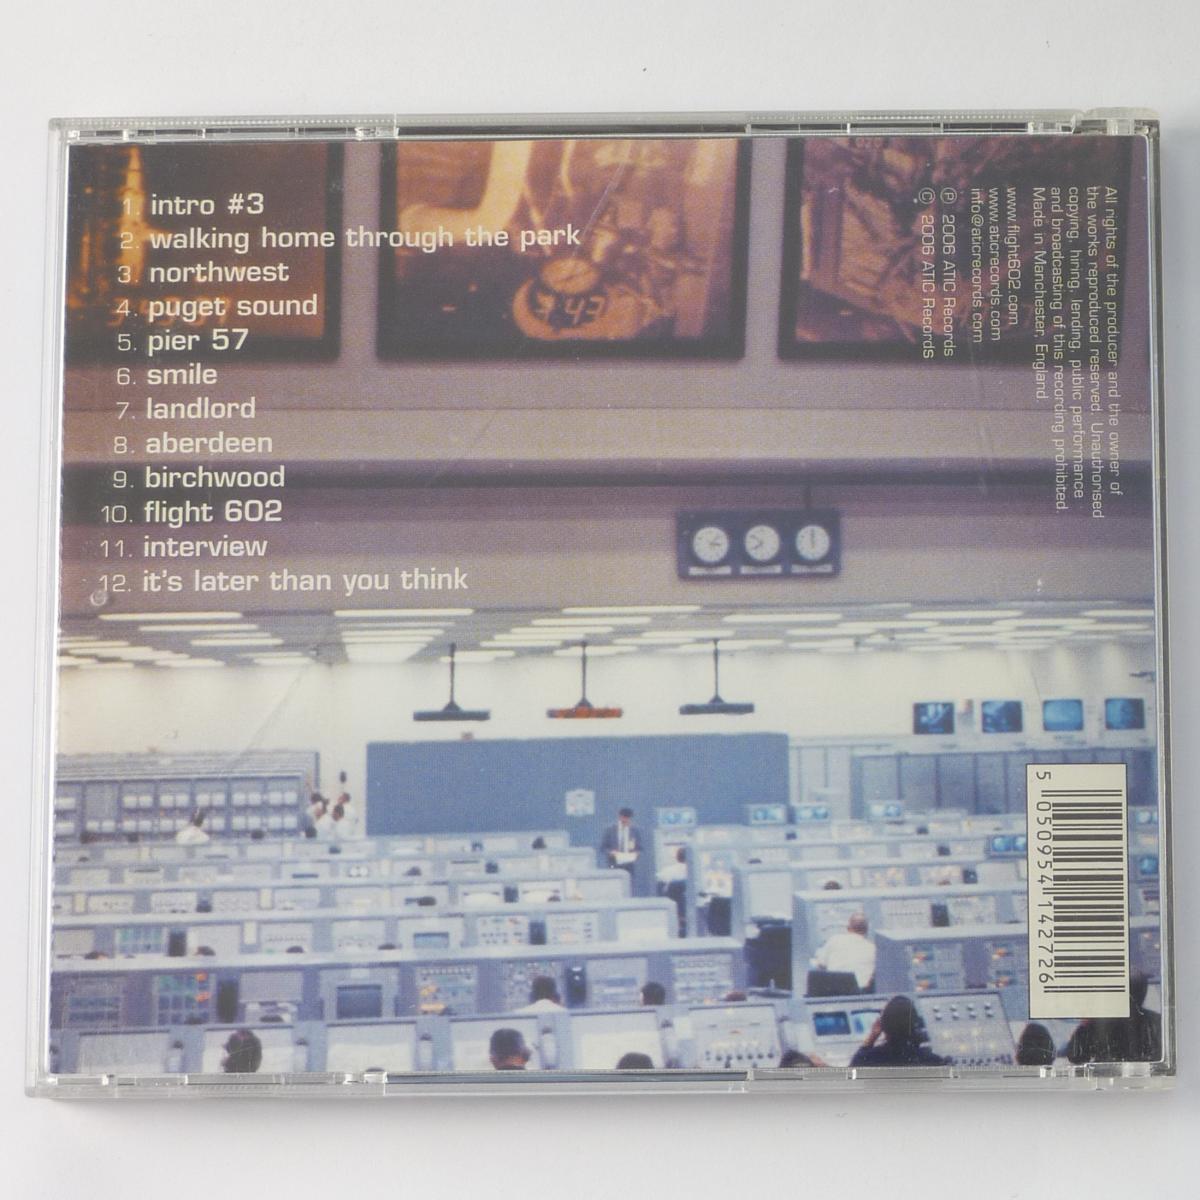 1. intro #3
2. walking home through the park
3. northwest
4. puget sound
5. pier 57
6. smile
7. landlord
8. aberdeen
9. birchwood
10. flight 602
11. interview
12. it's later than you think
All rights of the producer and the owner of
the works reproduced reserved. Unauthorised
copying, hiring, lending, public performance
and broadcasting of this recording prohibited.
Made in Manchester, England.
www.flight602.com
www.aticrecords.com
info@aticrecords.com
℗ 2006 ATIC Records
© 2006 ATIC Records
5 050954 142726